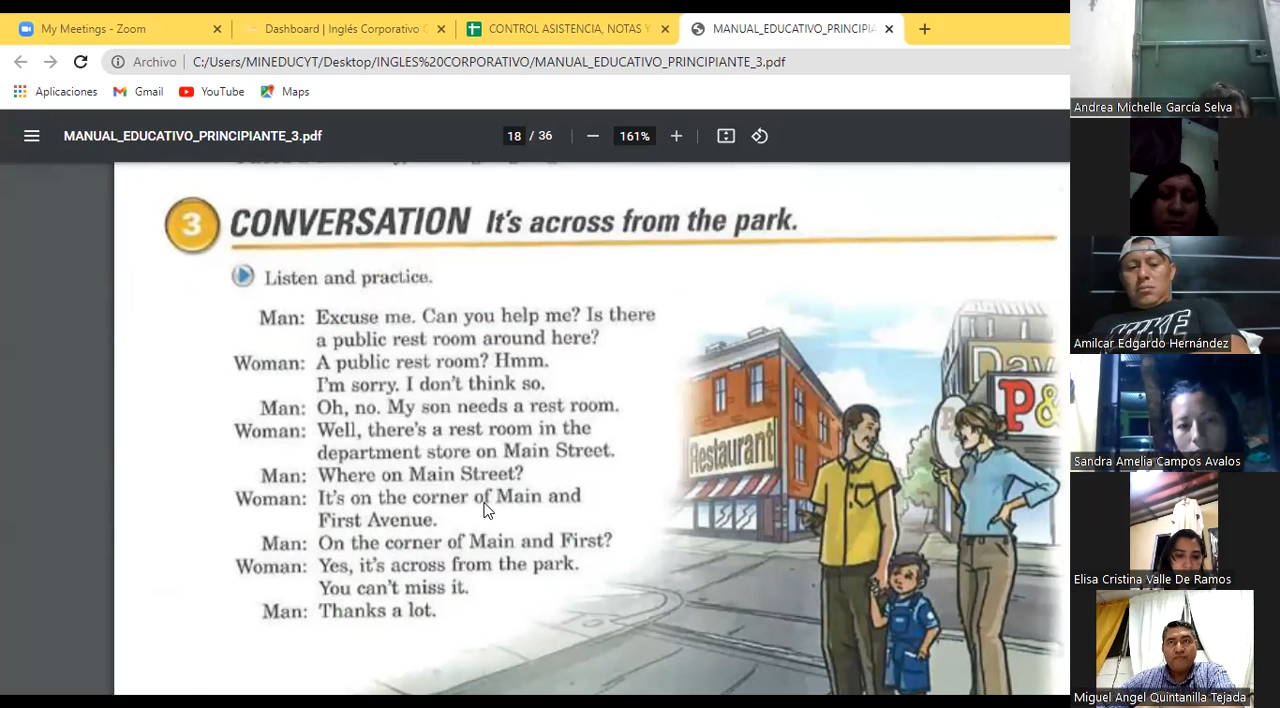 My Meetings - Zoom
Dashboard | Inglés Corporativo
CONTROL ASISTENCIA, NOTAS Y
MANUAL_EDUCATIVO_PRINCIPIA
Archivo | C:/Users/MINEDUCYT/Desktop/INGLES%20CORPORATIVO/MANUAL_EDUCATIVO_PRINCIPIANTE_3.pdf
Aplicaciones Gmail YouTube Maps
MANUAL_EDUCATIVO_PRINCIPIANTE_3.pdf 18 / 36 161%
3 CONVERSATION It's across from the park.
Listen and practice.
Man: Excuse me. Can you help me? Is there
a public rest room around here?
Woman: A public rest room? Hmm.
I'm sorry. I don't think so.
Man: Oh, no. My son needs a rest room.
Woman: Well, there's a rest room in the
department store on Main Street.
Man: Where on Main Street?
Woman: It's on the corner of Main and
First Avenue.
Man: On the corner of Main and First?
Woman: Yes, it's across from the park.
You can't miss it.
Man: Thanks a lot.
Restaurant
Dav
P&
Andrea Michelle García Selva
Amilcar Edgardo Hernández
NIKE
Sandra Amelia Campos Avalos
Elisa Cristina Valle De Ramos
Miguel Angel Quintanilla Tejada